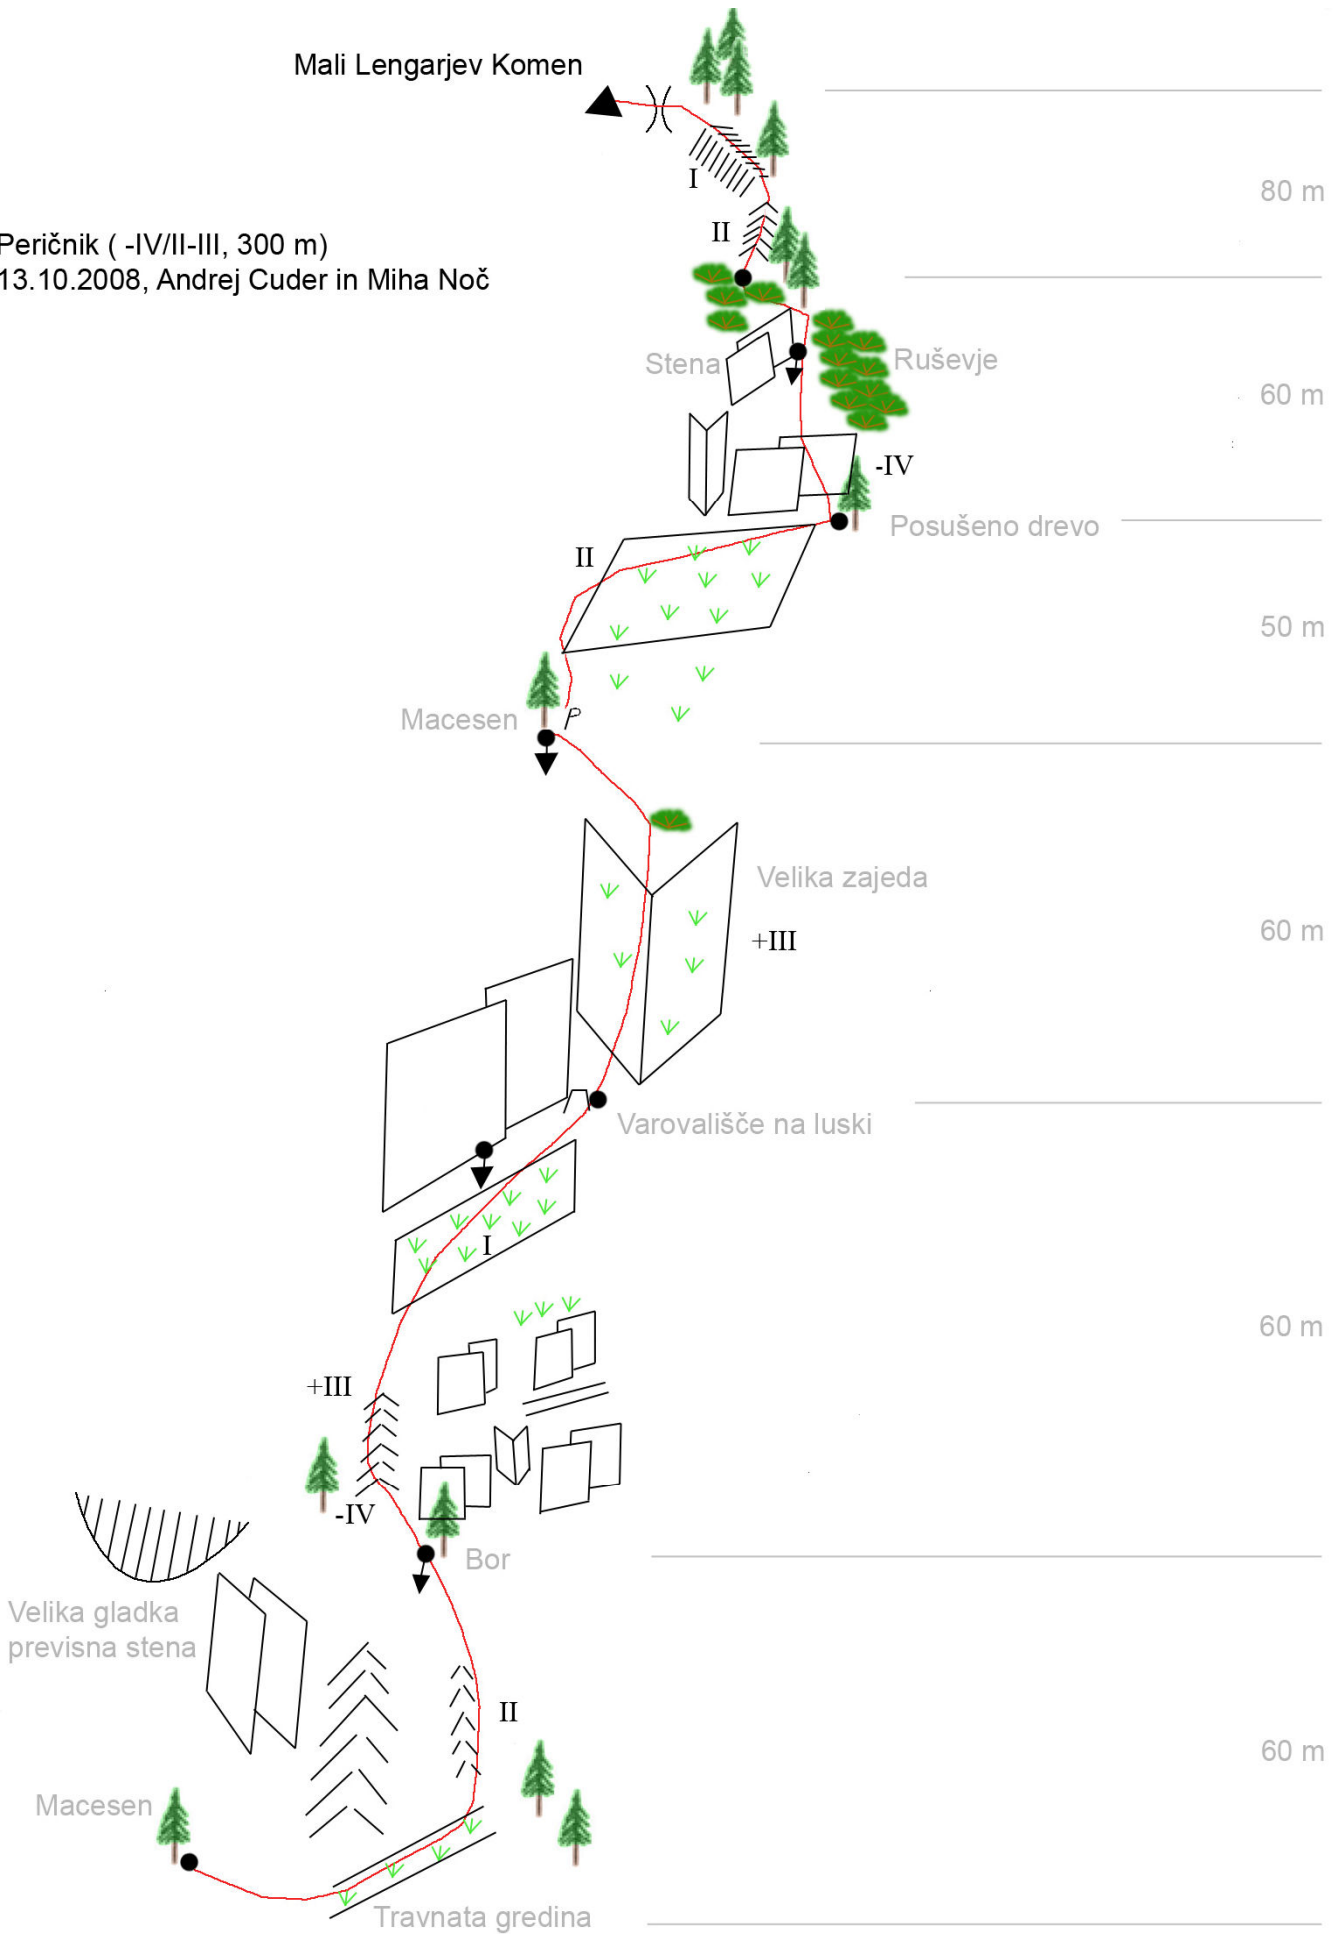 Mali Lengarjev Komen
I
80 m
II
Peričnik ( -IV/II-III, 300 m)
13.10.2008, Andrej Cuder in Miha Noč
Stena
Ruševje
60 m
-IV
Posušeno drevo
II
50 m
Macesen
Velika zajeda
+III
60 m
Varovališče na luski
I
60 m
+III
-IV
Bor
Velika gladka
previsna stena
II
60 m
Macesen
Travnata gredina